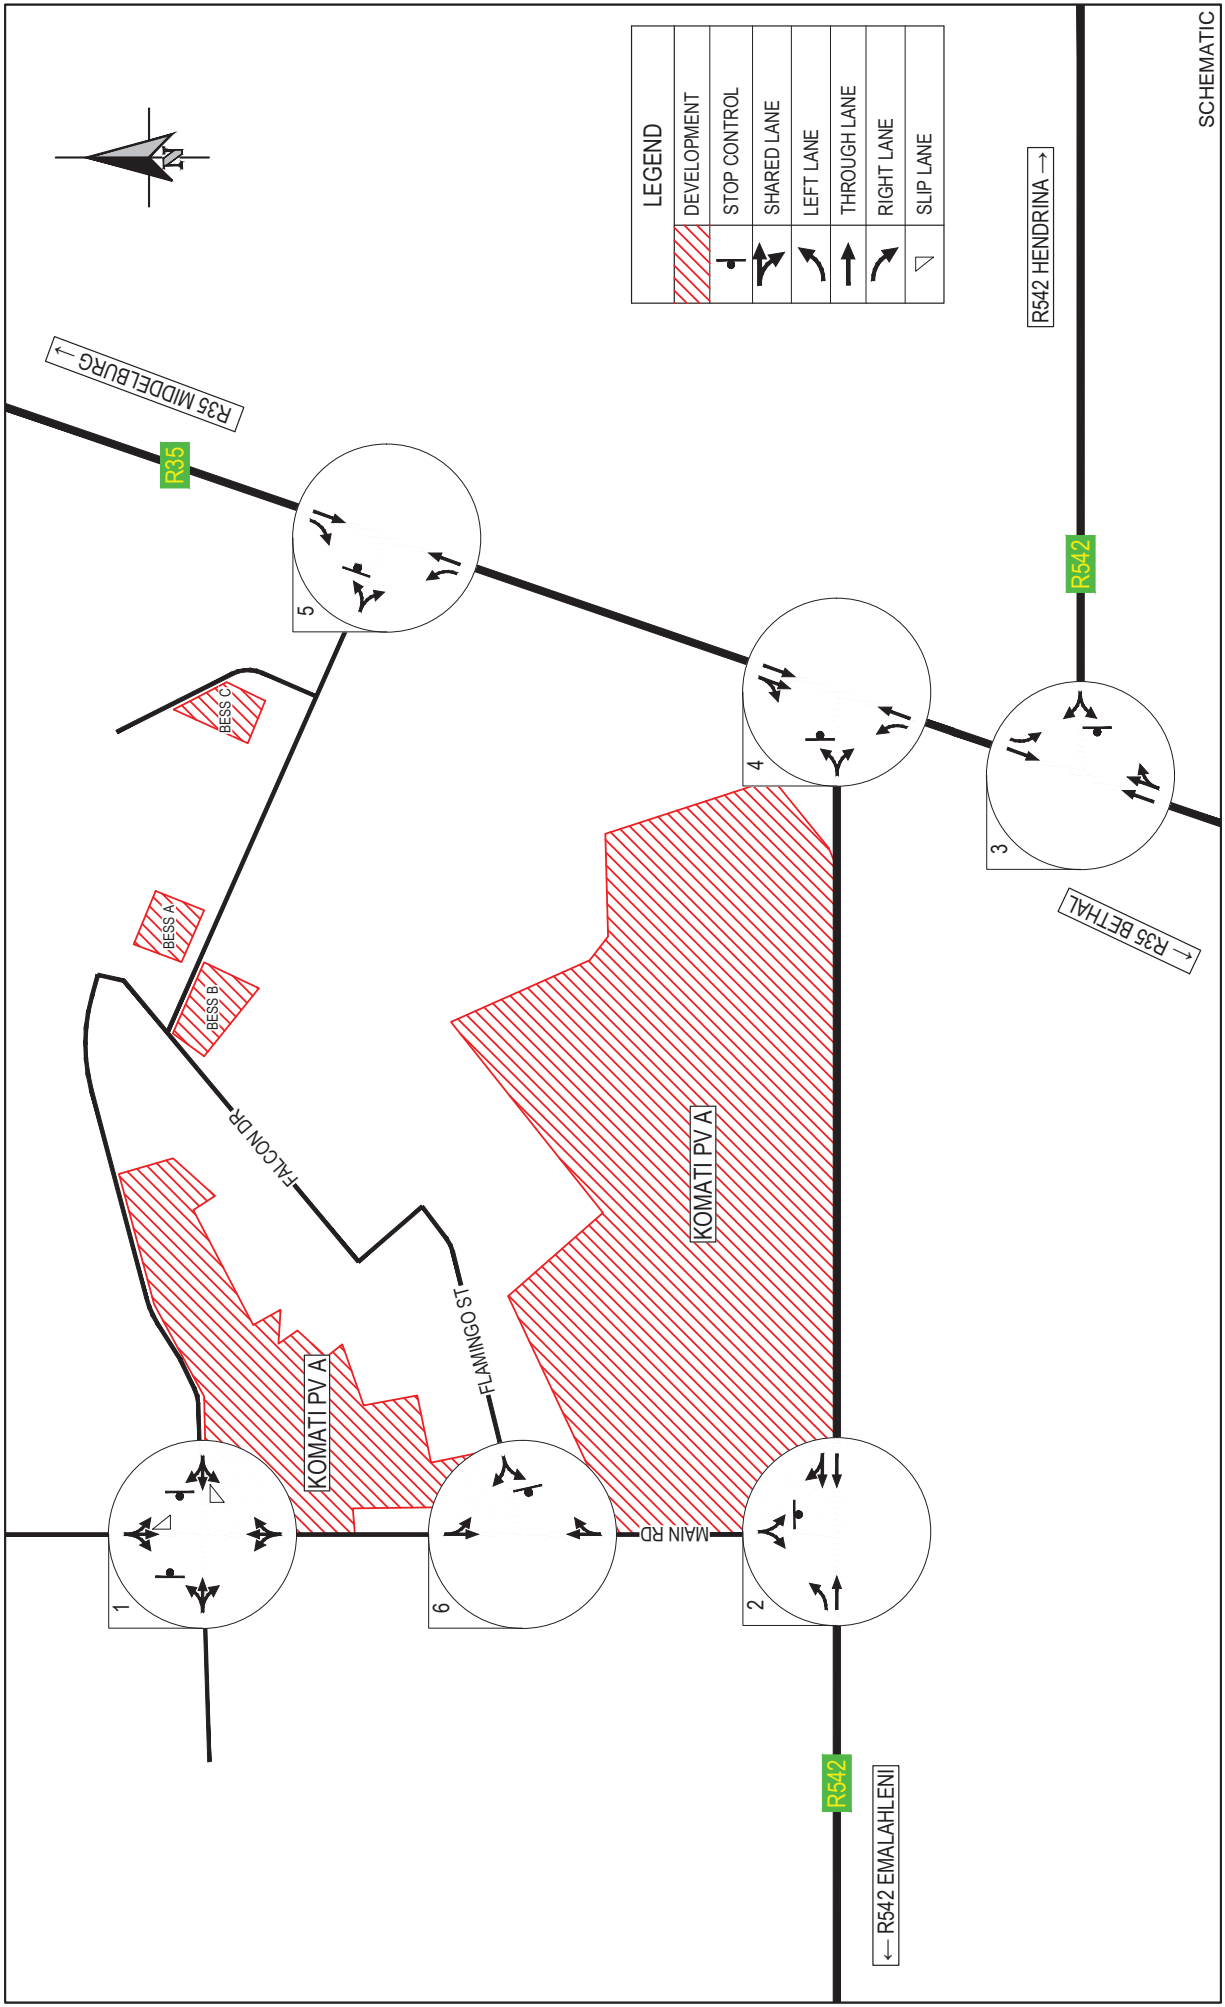 N
R35 MIDDELBURG →
R35
5
BESS C
BESS A
BESS B
FALCON DR
FLAMINGO ST
KOMATI PV A
KOMATI PV A
1
6
MAIN RD
2
4
3
R542
← R542 EMALAHLENI
← R35 BETHAL
R542
R542 HENDRINA →
LEGEND
DEVELOPMENT
STOP CONTROL
SHARED LANE
LEFT LANE
THROUGH LANE
RIGHT LANE
SLIP LANE
SCHEMATIC